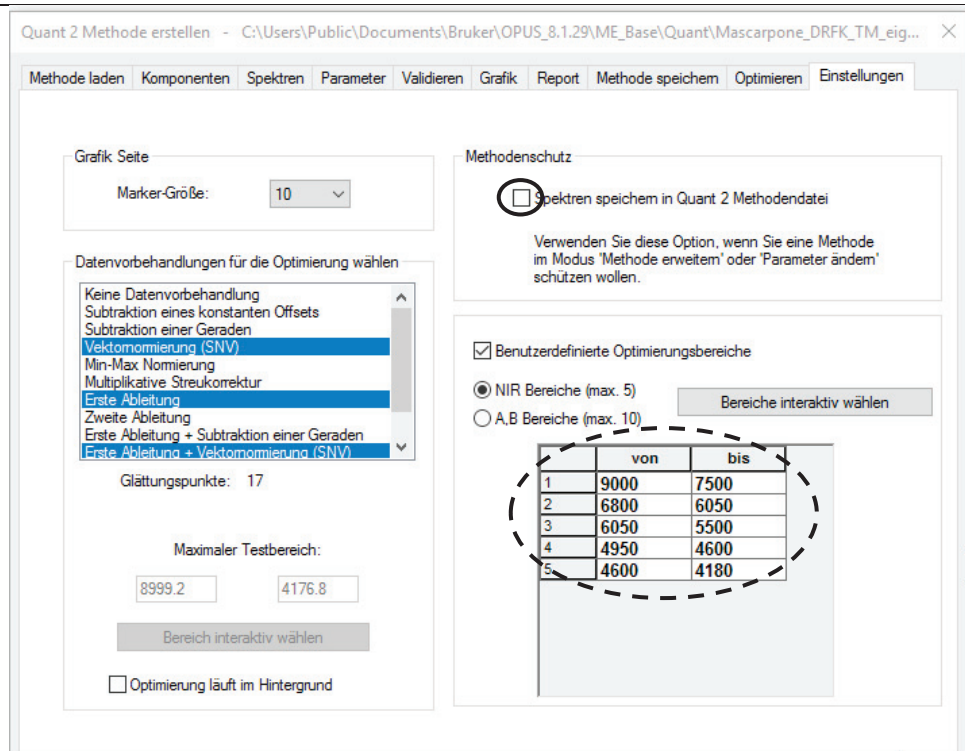 Quant 2 Methode erstellen - C:\Users\Public\Documents\Bruker\OPUS_8.1.29\ME_Base\Quant\Mascarpone_DRFK_TM_eig...
Methode laden Komponenten Spektren Parameter Validieren Grafik Report Methode speichern Optimieren Einstellungen
Grafik Seite
Marker-Größe: 10
Datenvorbehandlungen für die Optimierung wählen
Keine Datenvorbehandlung
Subtraktion eines konstanten Offsets
Subtraktion einer Geraden
Vektornormierung (SNV)
Min-Max Normierung
Multiplikative Streukorrektur
Erste Ableitung
Zweite Ableitung
Erste Ableitung + Subtraktion einer Geraden
Erste Ableitung + Vektornormierung (SNV)
Glättungspunkte: 17
Maximaler Testbereich:
8999.2 4176.8
Bereich interaktiv wählen
Optimierung läuft im Hintergrund
Methodenschutz
Spektren speichern in Quant 2 Methodendatei
Verwenden Sie diese Option, wenn Sie eine Methode
im Modus 'Methode erweitern' oder 'Parameter ändern'
schützen wollen.
Benutzerdefinierte Optimierungsbereiche
NIR Bereiche (max. 5)
A,B Bereiche (max. 10)
Bereiche interaktiv wählen
von bis
1 9000 7500
2 6800 6050
3 6050 5500
4 4950 4600
5 4600 4180